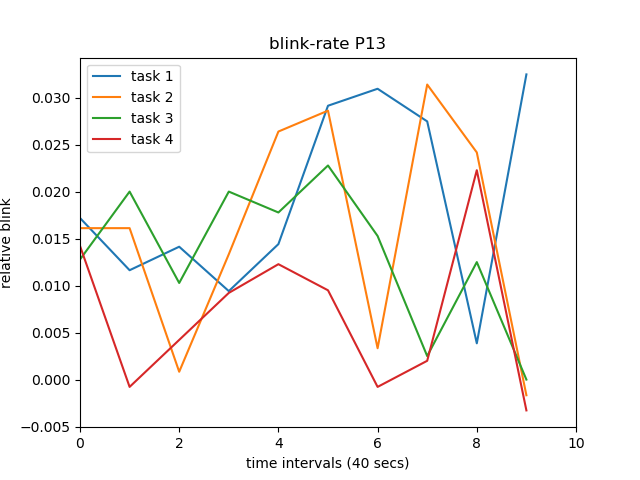 blink-rate P13
task 1
task 2
task 3
task 4
relative blink
0.030
0.025
0.020
0.015
0.010
0.005
0.000
−0.005
0 2 4 6 8 10
time intervals (40 secs)